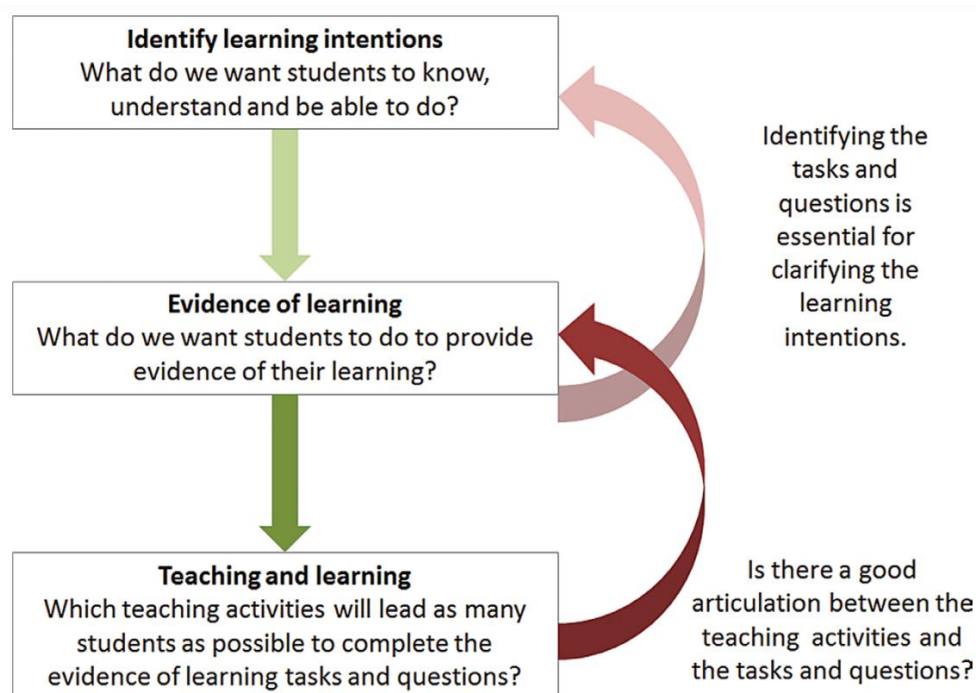 Identify learning intentions
What do we want students to know,
understand and be able to do?
Identifying the
tasks and
questions is
essential for
clarifying the
learning
intentions.
Evidence of learning
What do we want students to do to provide
evidence of their learning?
Teaching and learning
Which teaching activities will lead as many
students as possible to complete the
evidence of learning tasks and questions?
Is there a good
articulation between the
teaching activities and
the tasks and questions?